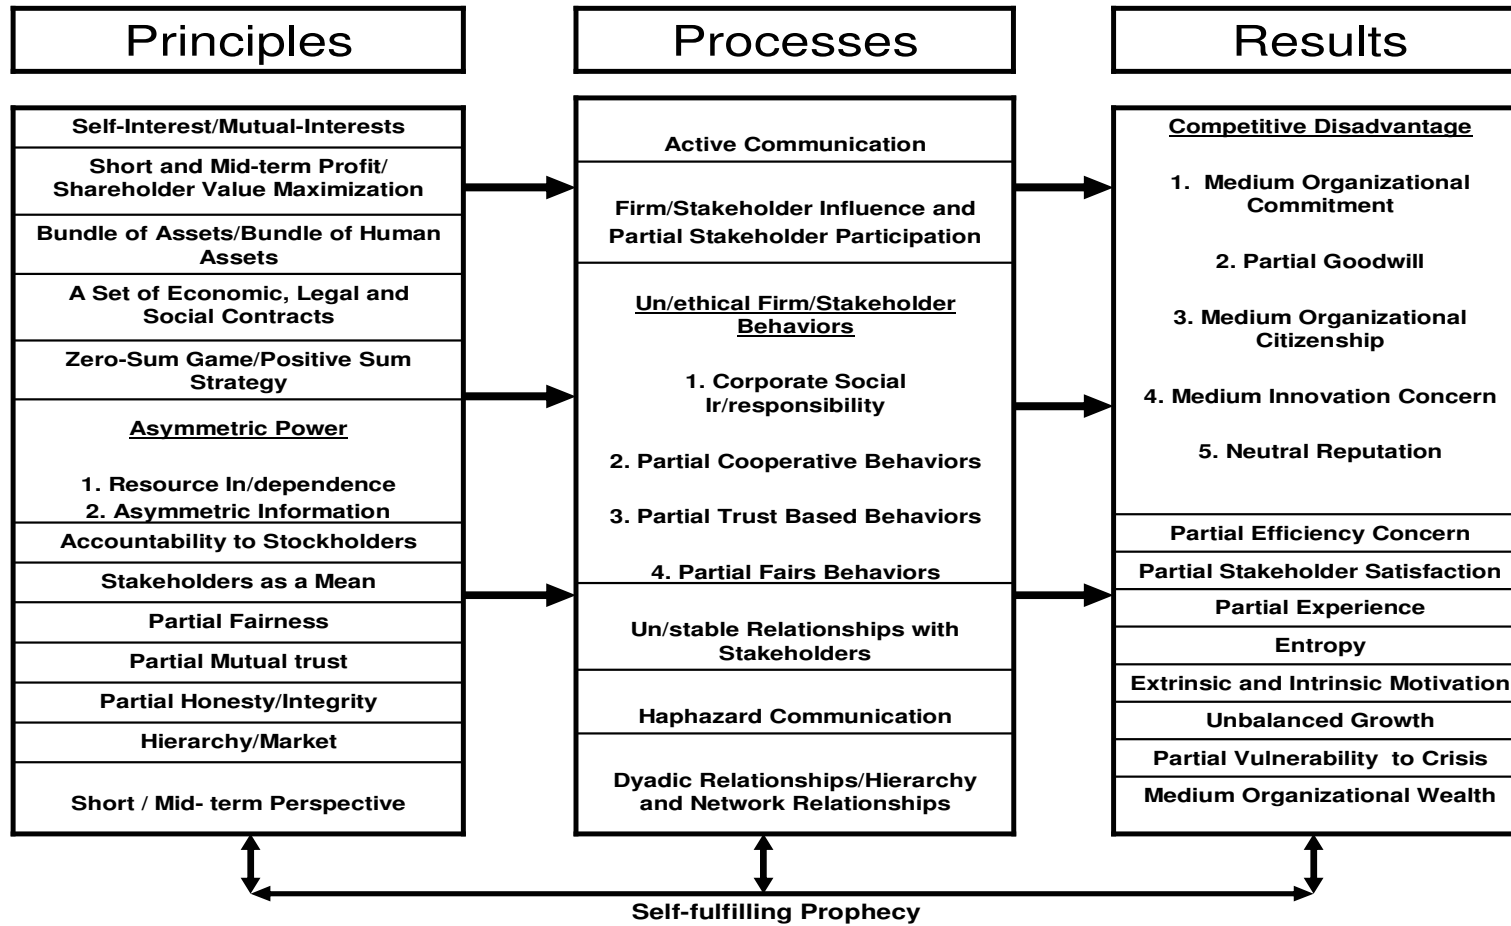 Principles
Processes
Results
Self-Interest/Mutual-Interests
Short and Mid-term Profit/
Shareholder Value Maximization
Bundle of Assets/Bundle of Human
Assets
A Set of Economic, Legal and
Social Contracts
Zero-Sum Game/Positive Sum
Strategy
Asymmetric Power
1. Resource In/dependence
2. Asymmetric Information
Accountability to Stockholders
Stakeholders as a Mean
Partial Fairness
Partial Mutual trust
Partial Honesty/Integrity
Hierarchy/Market
Short / Mid- term Perspective
Active Communication
Firm/Stakeholder Influence and
Partial Stakeholder Participation
Un/ethical Firm/Stakeholder
Behaviors
1. Corporate Social
Ir/responsibility
2. Partial Cooperative Behaviors
3. Partial Trust Based Behaviors
4. Partial Fairs Behaviors
Un/stable Relationships with
Stakeholders
Haphazard Communication
Dyadic Relationships/Hierarchy
and Network Relationships
Competitive Disadvantage
1. Medium Organizational
Commitment
2. Partial Goodwill
3. Medium Organizational
Citizenship
4. Medium Innovation Concern
5. Neutral Reputation
Partial Efficiency Concern
Partial Stakeholder Satisfaction
Partial Experience
Entropy
Extrinsic and Intrinsic Motivation
Unbalanced Growth
Partial Vulnerability to Crisis
Medium Organizational Wealth
Self-fulfilling Prophecy